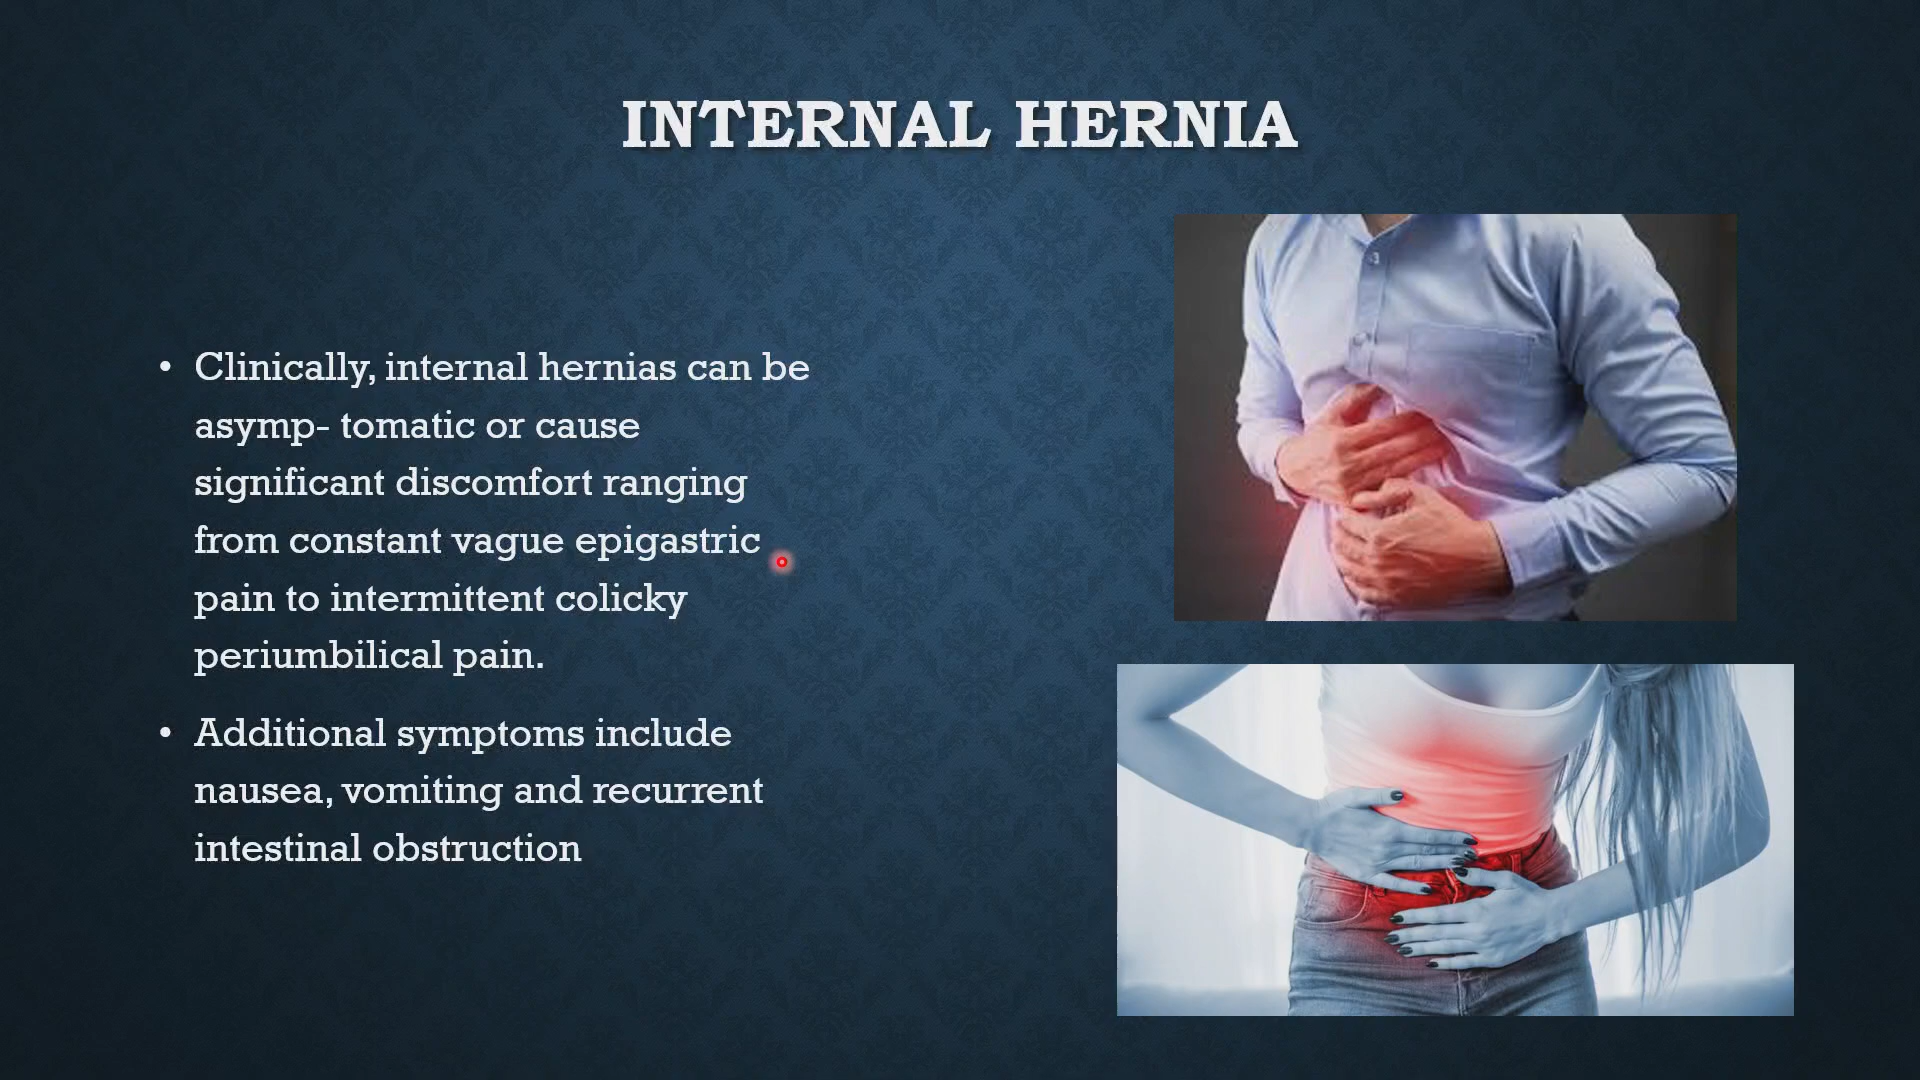 INTERNAL HERNIA
• Clinically, internal hernias can be
asymp- tomatic or cause
significant discomfort ranging
from constant vague epigastric
pain to intermittent colicky
periumbilical pain.
• Additional symptoms include
nausea, vomiting and recurrent
intestinal obstruction